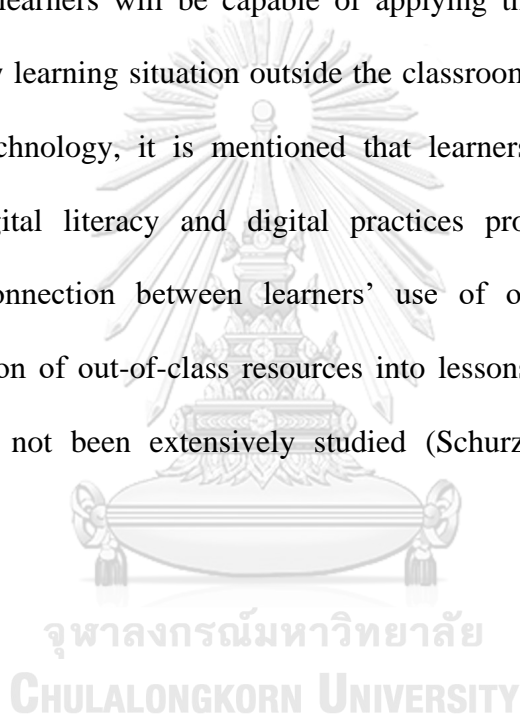 learners will be capable of applying th
learning situation outside the classroom
chnology, it is mentioned that learners
gital literacy and digital practices pro
onnection between learners' use of o
on of out-of-class resources into lessons
not been extensively studied (Schurz
จุฬาลงกรณ์มหาวิทยาลัย
CHULALONGKORN UNIVERSITY